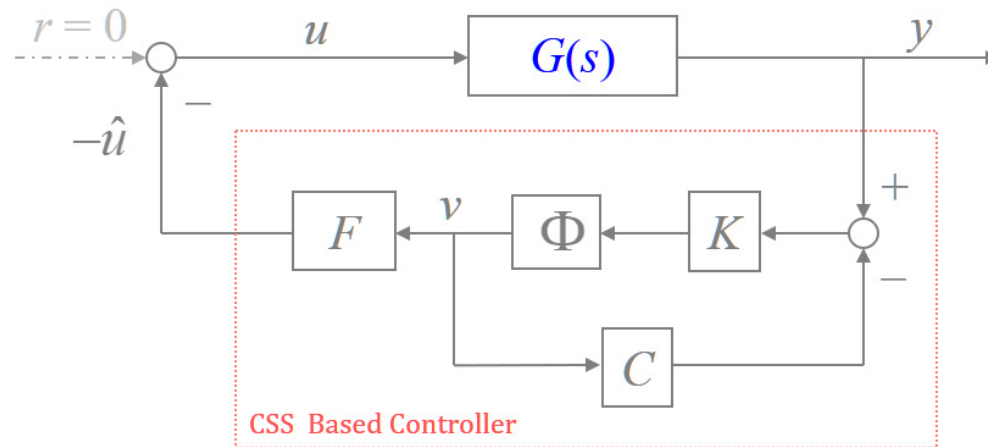 r = 0
u
G(s)
y
−
−û
+
F
v
Φ
K
−
C
CSS Based Controller